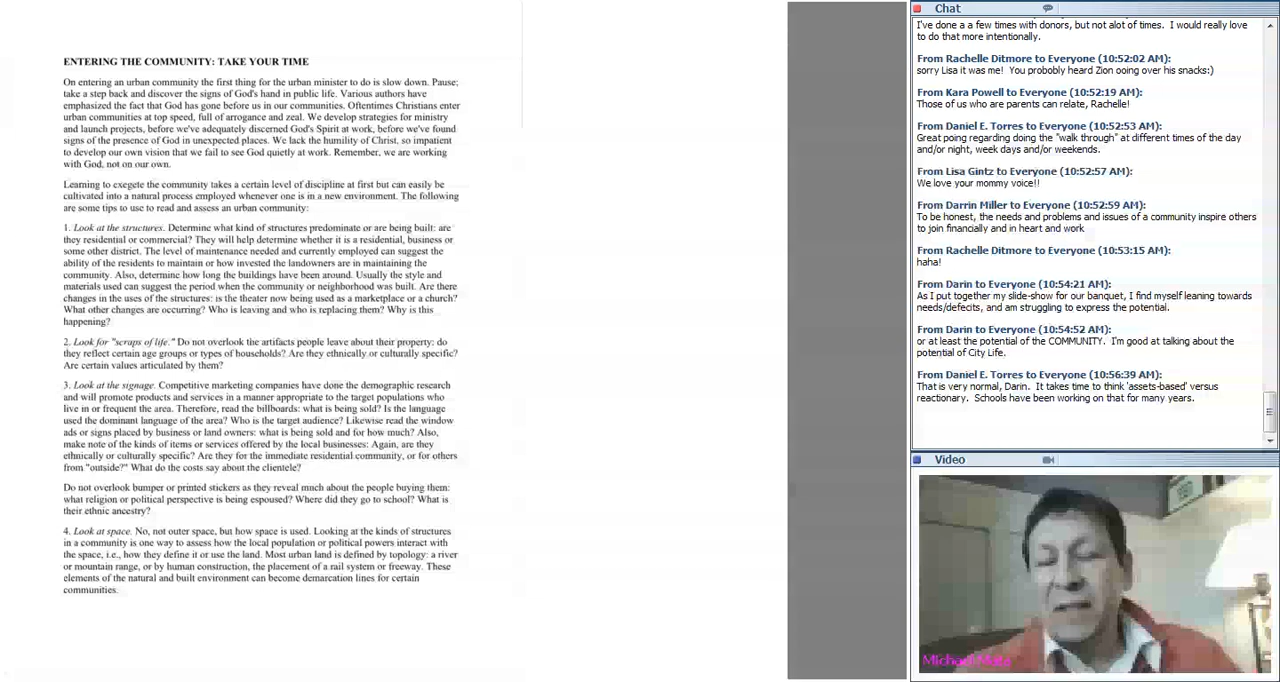 ENTERING THE COMMUNITY: TAKE YOUR TIME
On entering an urban community the first thing for the urban minister to do is slow down. Pause;
take a step back and discover the signs of God's hand in public life. Various authors have
emphasized the fact that God has gone before us in our communities. Oftentimes Christians enter
urban communities at top speed, full of arrogance and zeal. We develop strategies for ministry
and launch projects, before we've adequately discerned God's Spirit at work, before we've found
signs of the presence of God in unexpected places. We lack the humility of Christ, so impatient
to develop our own vision that we fail to see God quietly at work. Remember, we are working
with God, not on our own.
Learning to exegete the community takes a certain level of discipline at first but can easily be
cultivated into a natural process employed whenever one is in a new environment. The following
are some tips to use to read and assess an urban community:
1. Look at the structures. Determine what kind of structures predominate or are being built: are
they residential or commercial? They will help determine whether it is a residential, business or
some other district. The level of maintenance needed and currently employed can suggest the
ability of the residents to maintain or how invested the landowners are in maintaining the
community. Also, determine how long the buildings have been around. Usually the style and
materials used can suggest the period when the community or neighborhood was built. Are there
changes in the uses of the structures: is the theater now being used as a marketplace or a church?
What other changes are occurring? Who is leaving and who is replacing them? Why is this
happening?
2. Look for "scraps of life." Do not overlook the artifacts people leave about their property: do
they reflect certain age groups or types of households? Are they ethnically or culturally specific?
Are certain values articulated by them?
3. Look at the signage. Competitive marketing companies have done the demographic research
and will promote products and services in a manner appropriate to the target populations who
live in or frequent the area. Therefore, read the billboards: what is being sold? Is the language
used the dominant language of the area? Who is the target audience? Likewise read the window
ads or signs placed by business or land owners: what is being sold and for how much? Also,
make note of the kinds of items or services offered by the local businesses: Again, are they
ethnically or culturally specific? Are they for the immediate residential community, or for others
from "outside?" What do the costs say about the clientele?
Do not overlook bumper or printed stickers as they reveal much about the people buying them:
what religion or political perspective is being espoused? Where did they go to school? What is
their ethnic ancestry?
4. Look at space. No, not outer space, but how space is used. Looking at the kinds of structures
in a community is one way to assess how the local population or political powers interact with
the space, i.e., how they define it or use the land. Most urban land is defined by topology: a river
or mountain range, or by human construction, the placement of a rail system or freeway. These
elements of the natural and built environment can become demarcation lines for certain
communities.
Chat
I've done a a few times with donors, but not alot of times. I would really love
to do that more intentionally.
From Rachelle Ditmore to Everyone (10:52:02 AM):
sorry Lisa it was me! You probobly heard Zion ooing over his snacks:)
From Kara Powell to Everyone (10:52:19 AM):
Those of us who are parents can relate, Rachelle!
From Daniel E. Torres to Everyone (10:52:53 AM):
Great poing regarding doing the "walk through" at different times of the day
and/or night, week days and/or weekends.
From Lisa Gintz to Everyone (10:52:57 AM):
We love your mommy voice!!
From Darrin Miller to Everyone (10:52:59 AM):
To be honest, the needs and problems and issues of a community inspire others
to join financially and in heart and work
From Rachelle Ditmore to Everyone (10:53:15 AM):
haha!
From Darin to Everyone (10:54:21 AM):
As I put together my slide-show for our banquet, I find myself leaning towards
needs/defecits, and am struggling to express the potential.
From Darin to Everyone (10:54:52 AM):
or at least the potential of the COMMUNITY. I'm good at talking about the
potential of City Life.
From Daniel E. Torres to Everyone (10:56:39 AM):
That is very normal, Darin. It takes time to think 'assets-based' versus
reactionary. Schools have been working on that for many years.
Video
Michael Mata